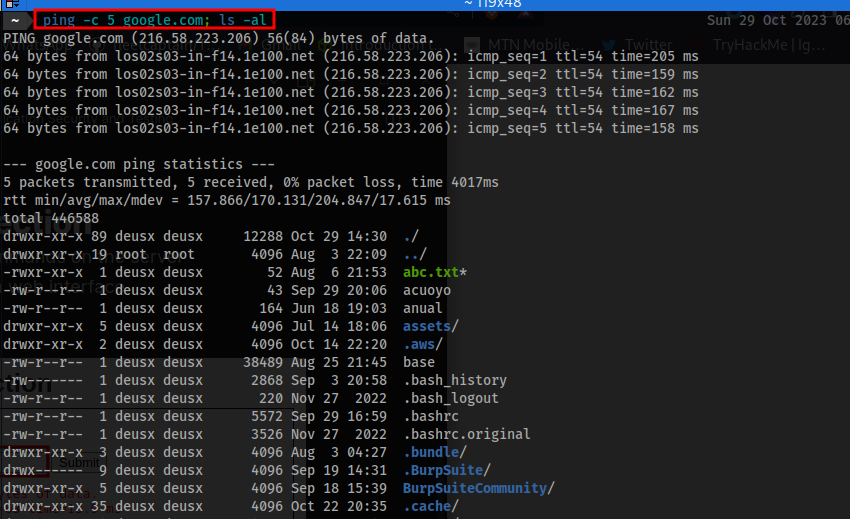 ~ 119x48
~ ping -c 5 google.com; ls -al
Sun 29 Oct 2023 06
PING google.com (216.58.223.206) 56(84) bytes of data.
64 bytes from los02s03-in-f14.1e100.net (216.58.223.206): icmp_seq=1 ttl=54 time=205 ms
64 bytes from los02s03-in-f14.1e100.net (216.58.223.206): icmp_seq=2 ttl=54 time=159 ms
64 bytes from los02s03-in-f14.1e100.net (216.58.223.206): icmp_seq=3 ttl=54 time=162 ms
64 bytes from los02s03-in-f14.1e100.net (216.58.223.206): icmp_seq=4 ttl=54 time=167 ms
64 bytes from los02s03-in-f14.1e100.net (216.58.223.206): icmp_seq=5 ttl=54 time=158 ms
--- google.com ping statistics ---
5 packets transmitted, 5 received, 0% packet loss, time 4017ms
rtt min/avg/max/mdev = 157.866/170.131/204.847/17.615 ms
total 446588
drwxr-xr-x 89 deusx deusx 12288 Oct 29 14:30 ./
drwxr-xr-x 19 root root 4096 Aug 3 22:09 ../
-rwxr-xr-x 1 deusx deusx 52 Aug 6 21:53 abc.txt*
-rw-r--r-- 1 deusx deusx 43 Sep 29 20:06 acuoyo
-rw-r--r-- 1 deusx deusx 164 Jun 18 19:03 anual
drwxr-xr-x 5 deusx deusx 4096 Jul 14 18:06 assets/
drwxr-xr-x 2 deusx deusx 4096 Oct 14 22:20 .aws/
-rw-r--r-- 1 deusx deusx 38489 Aug 25 21:45 base
-rw------- 1 deusx deusx 2868 Sep 3 20:58 .bash_history
-rw-r--r-- 1 deusx deusx 220 Nov 27 2022 .bash_logout
-rw-r--r-- 1 deusx deusx 5572 Sep 29 16:59 .bashrc
-rw-r--r-- 1 deusx deusx 3526 Nov 27 2022 .bashrc.original
drwxr-xr-x 3 deusx deusx 4096 Aug 3 04:27 .bundle/
drwx------ 9 deusx deusx 4096 Sep 19 14:31 .BurpSuite/
drwxr-xr-x 5 deusx deusx 4096 Sep 18 15:39 BurpSuiteCommunity/
drwxr-xr-x 35 deusx deusx 4096 Oct 22 20:35 .cache/
MTN Mobile...
Twitter
TryHackMe | Ig...
Submit